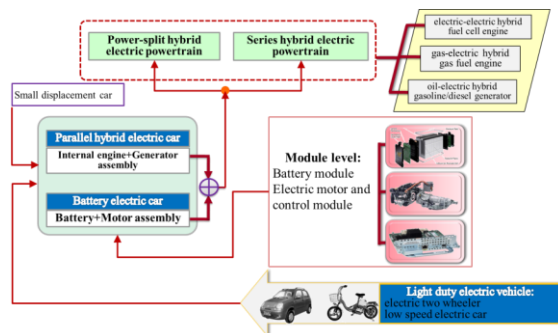 Power-split hybrid
electric powertrain
Series hybrid electric
powertrain
electric-electric hybrid
fuel cell engine
gas-electric hybrid
gas fuel engine
oil-electric hybrid
gasoline/diesel generator
Small displacement car
Parallel hybrid electric car
Internal engine+Generator
assembly
Battery electric car
Battery+Motor assembly
Module level:
Battery module
Electric motor and
control module
Light duty electric vehicle:
electric two wheeler
low speed electric car